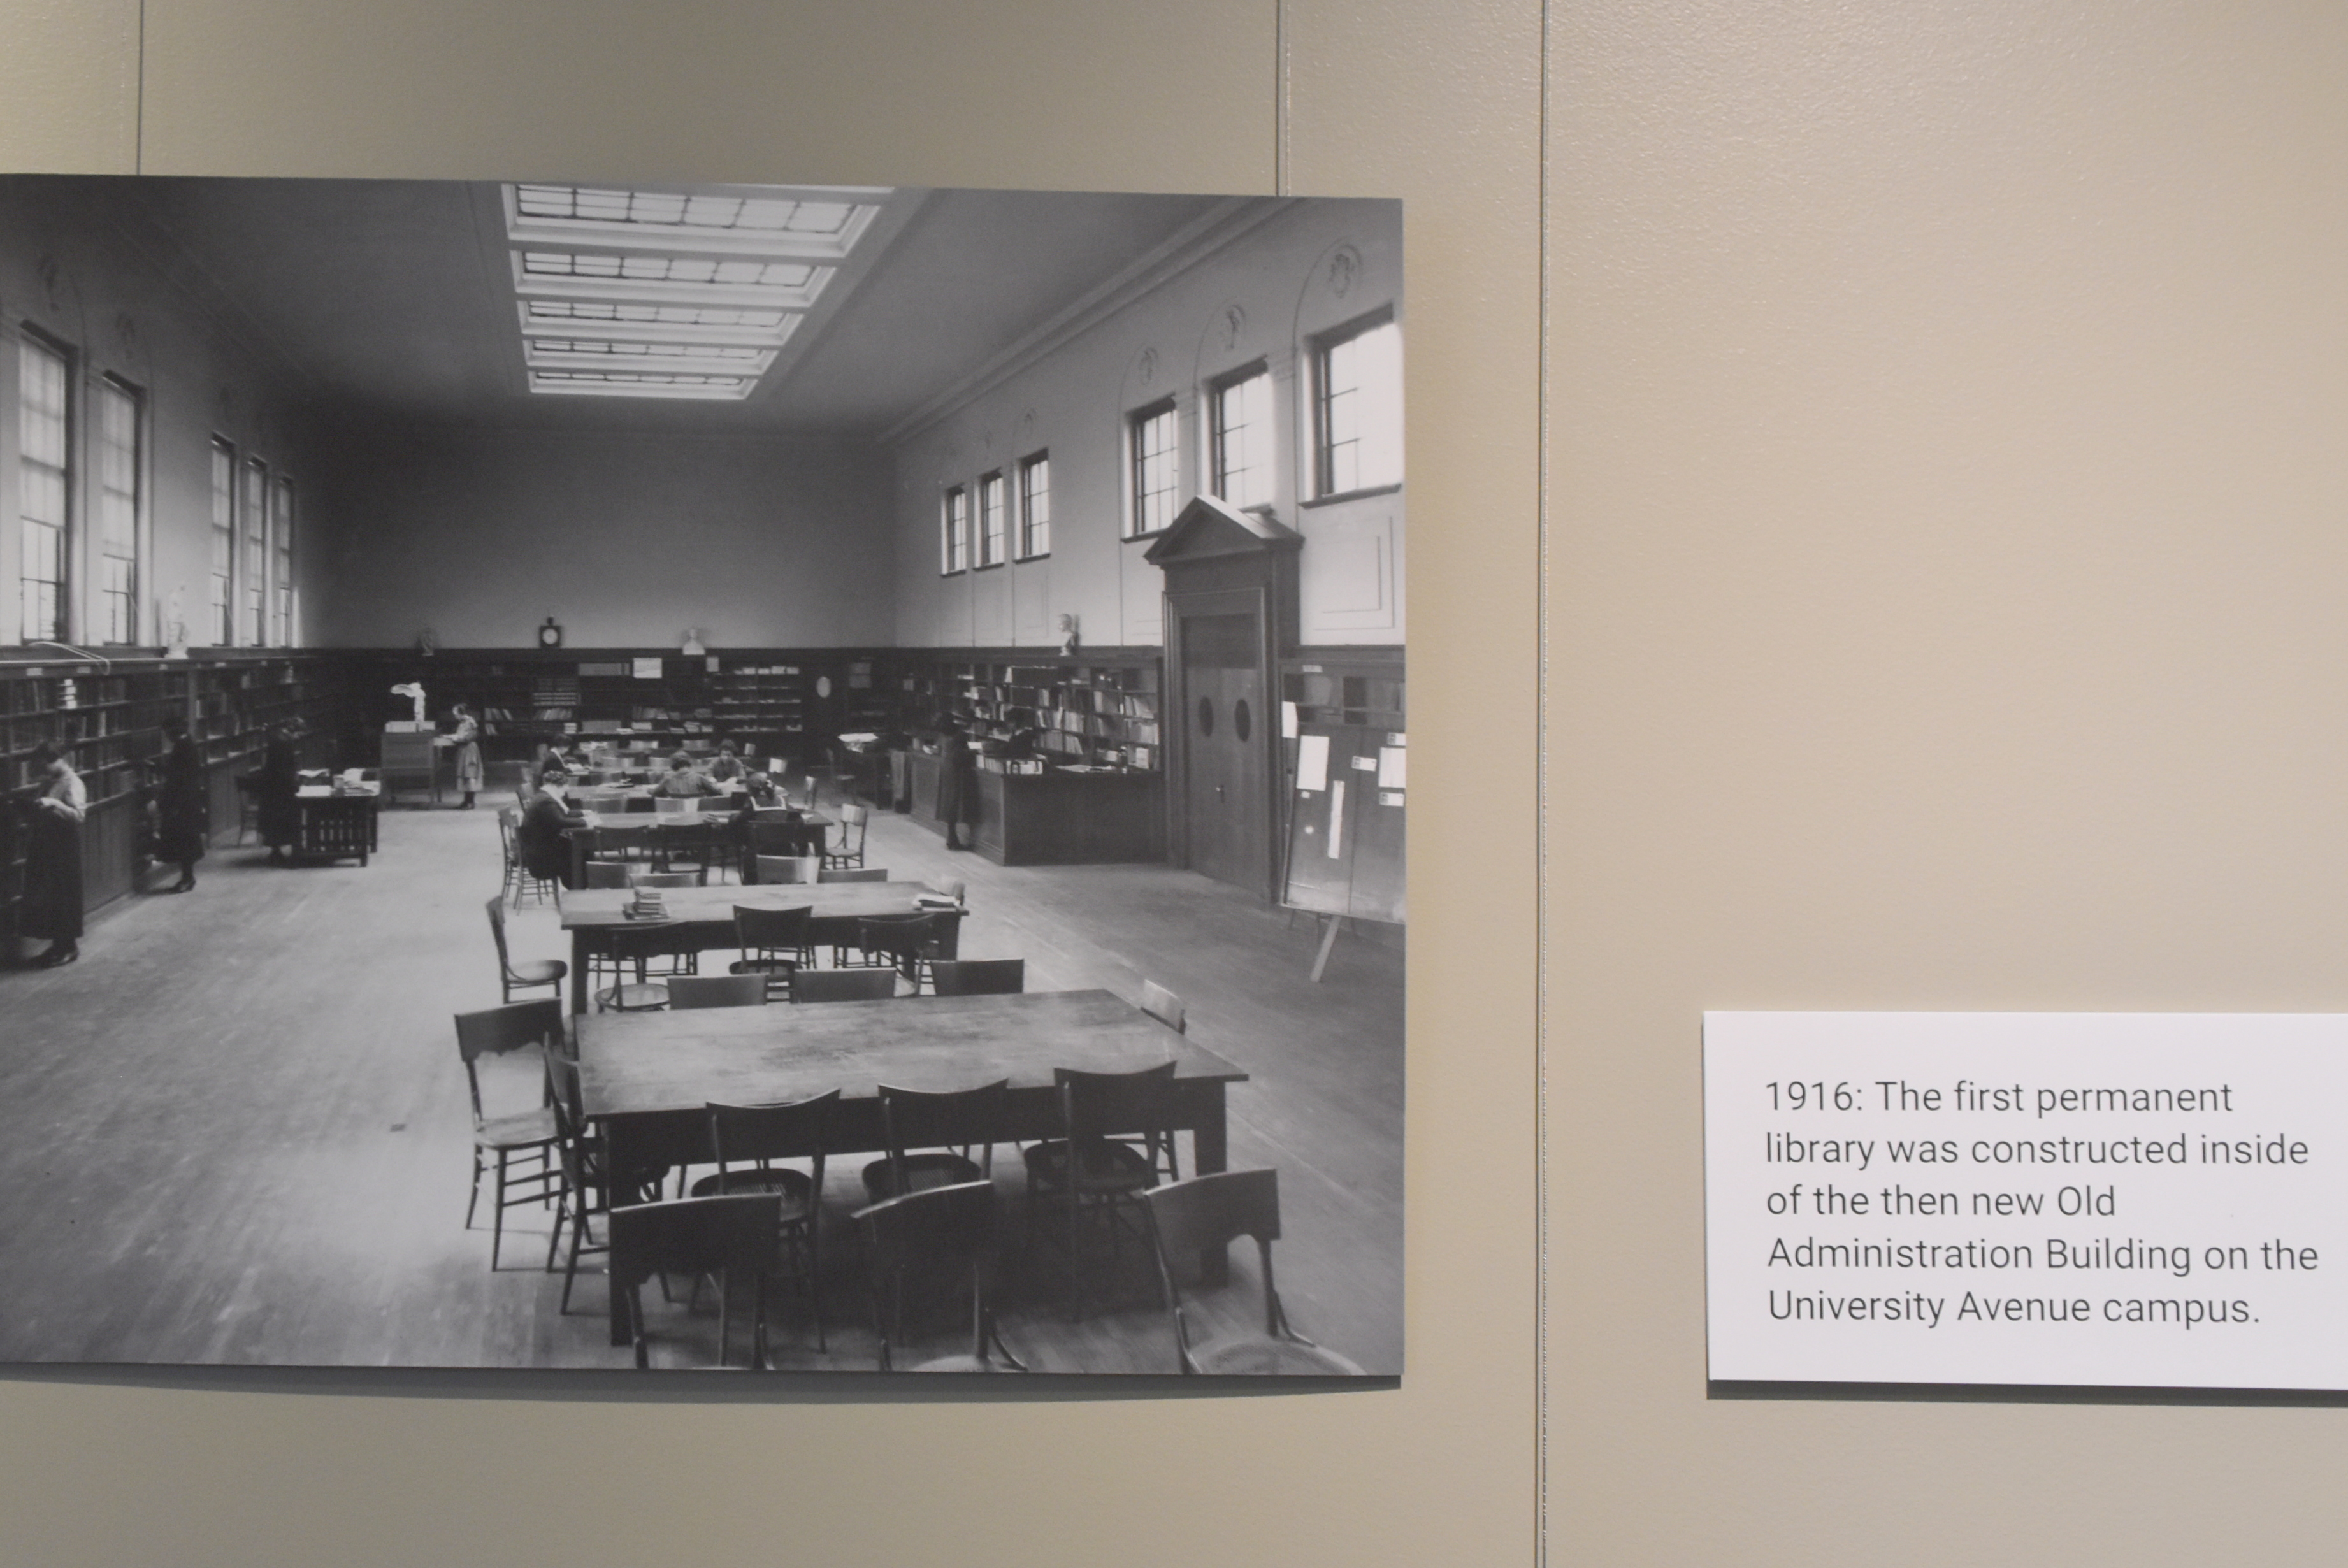 1916: The first permanent
library was constructed inside
of the then new Old
Administration Building on the
University Avenue campus.